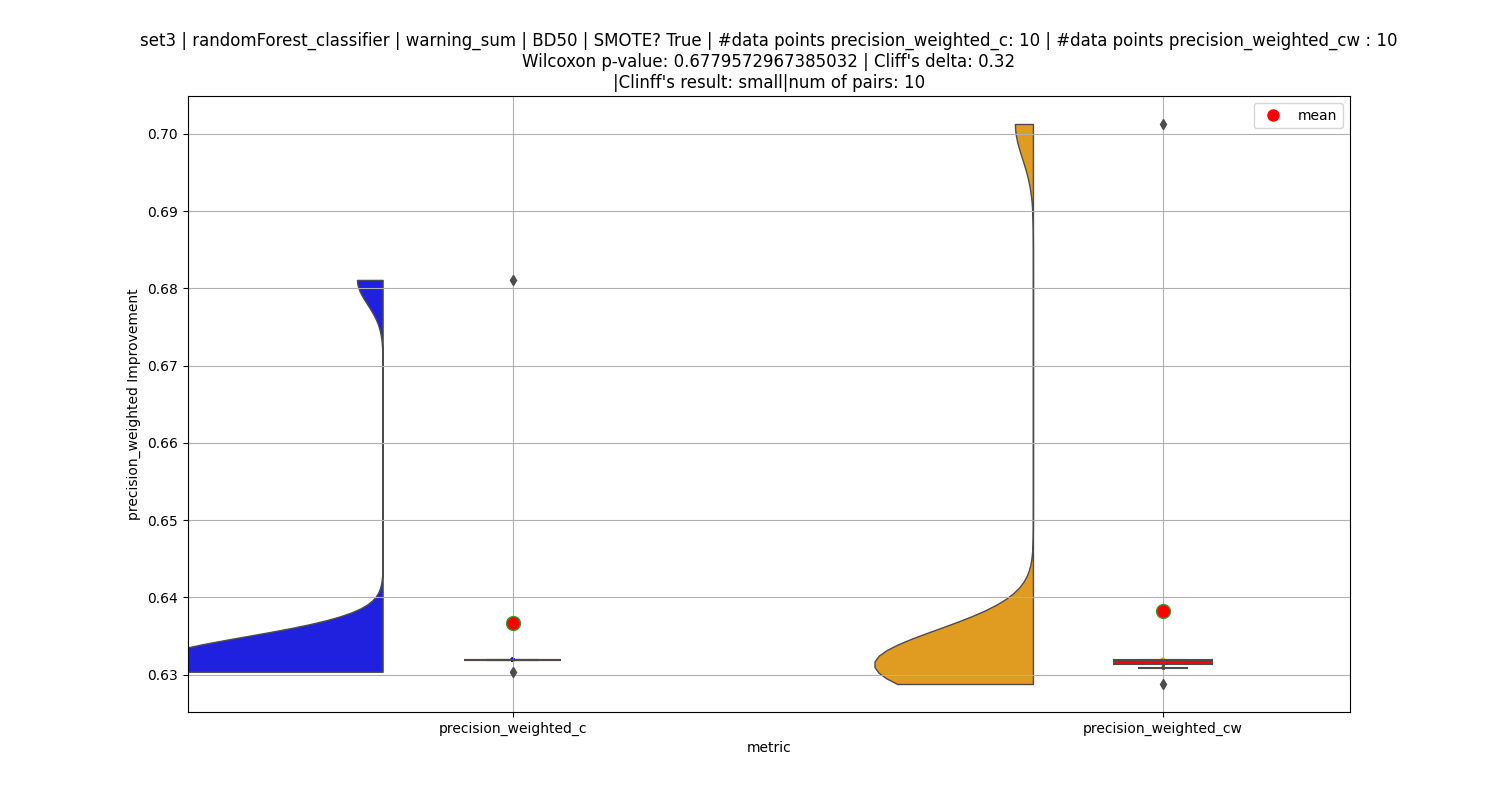 set3 | randomForest_classifier | warning_sum | BD50 | SMOTE? True | #data points precision_weighted_c: 10 | #data points precision_weighted_cw : 10
Wilcoxon p-value: 0.6779572967385032 | Cliff's delta: 0.32
|Clinff's result: small|num of pairs: 10
mean
0.70
0.69
0.68
0.67
0.66
0.65
0.64
0.63
precision_weighted Improvement
precision_weighted_c
precision_weighted_cw
metric